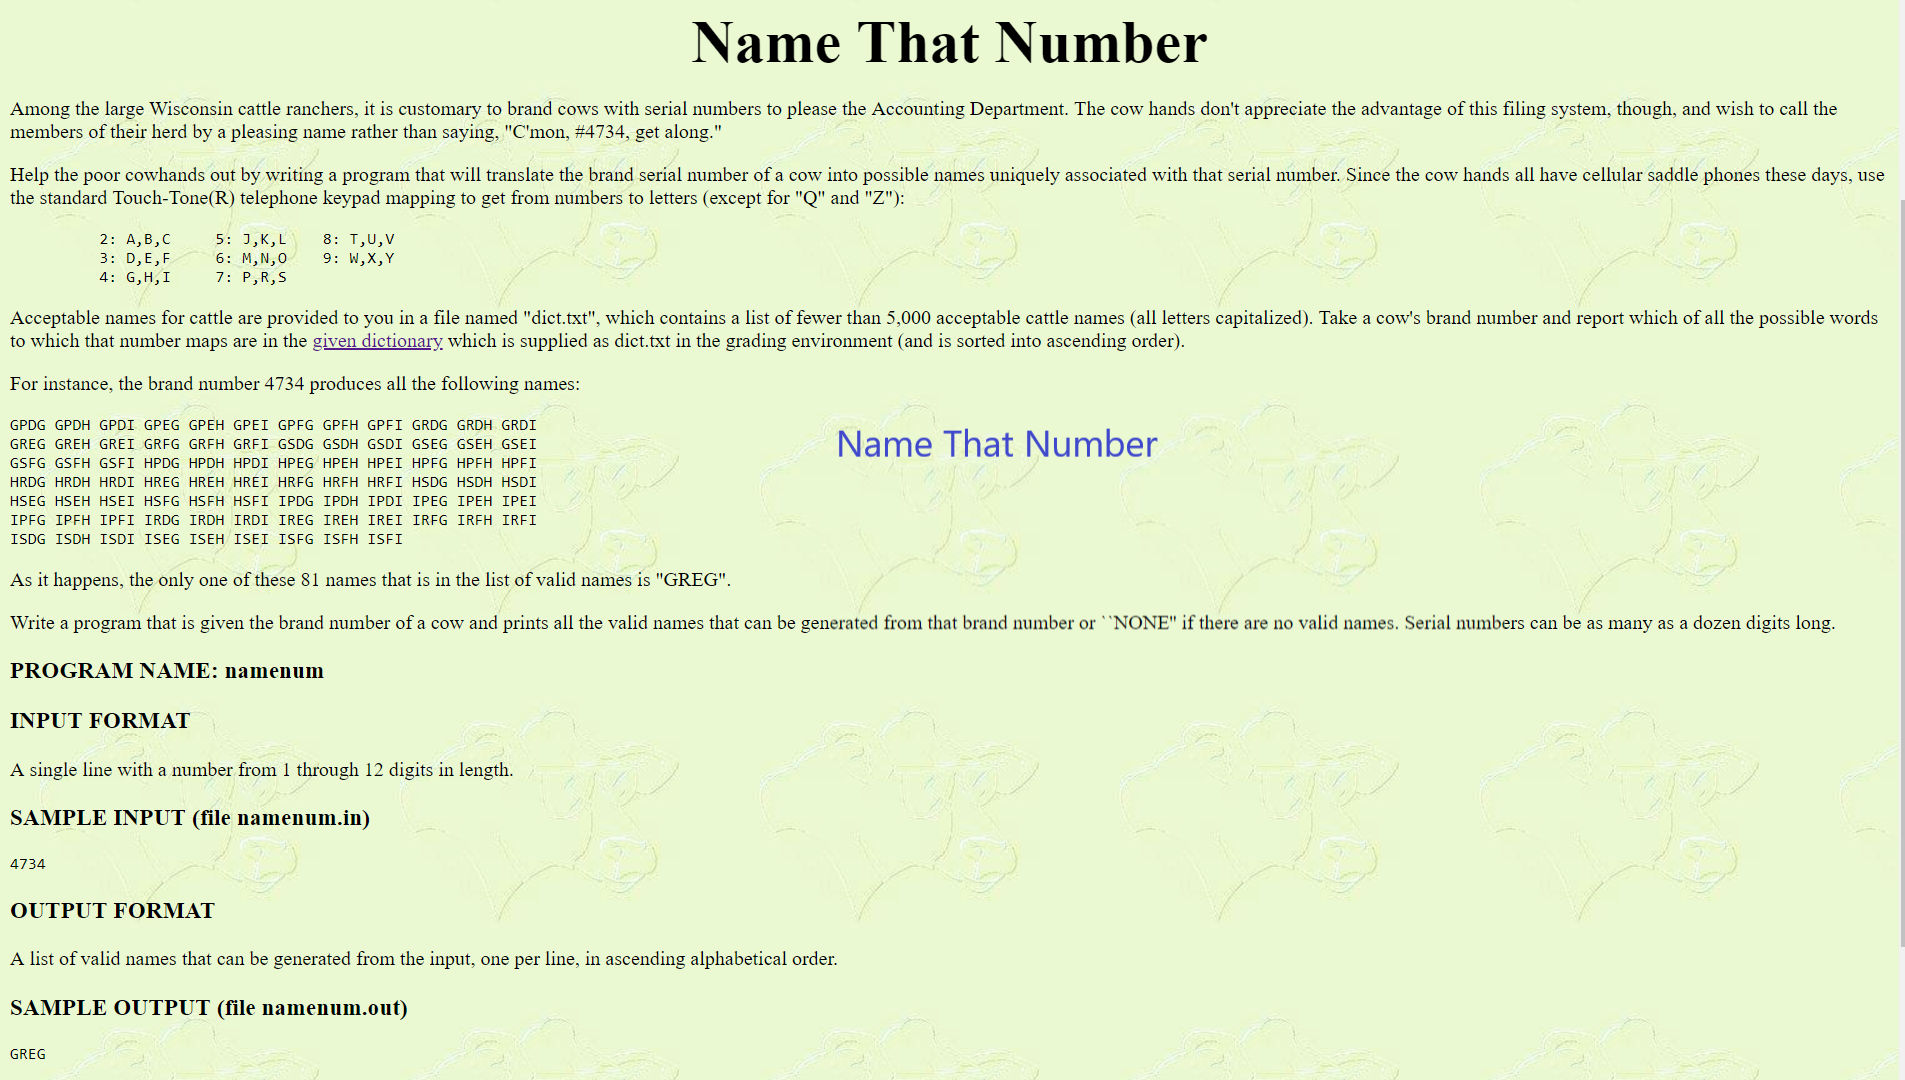 Name That Number
Among the large Wisconsin cattle ranchers, it is customary to brand cows with serial numbers to please the Accounting Department. The cow hands don't appreciate the advantage of this filing system, though, and wish to call the
members of their herd by a pleasing name rather than saying, "C'mon, #4734, get along."
Help the poor cowhands out by writing a program that will translate the brand serial number of a cow into possible names uniquely associated with that serial number. Since the cow hands all have cellular saddle phones these days, use
the standard Touch-Tone(R) telephone keypad mapping to get from numbers to letters (except for "Q" and "Z"):
2: A,B,C     5: J,K,L    8: T,U,V
3: D,E,F     6: M,N,O    9: W,X,Y
4: G,H,I     7: P,R,S
Acceptable names for cattle are provided to you in a file named "dict.txt", which contains a list of fewer than 5,000 acceptable cattle names (all letters capitalized). Take a cow's brand number and report which of all the possible words
to which that number maps are in the given dictionary which is supplied as dict.txt in the grading environment (and is sorted into ascending order).
For instance, the brand number 4734 produces all the following names:
GPDG GPDH GPDI GPEG GPEH GPEI GPFG GPFH GPFI GRDG GRDH GRDI
GREG GREH GREI GRFG GRFH GRFI GSDG GSDH GSDI GSEG GSEH GSEI
GSFG GSFH GSFI HPDG HPDH HPDI HPEG HPEH HPEI HPFG HPFH HPFI
HRDG HRDH HRDI HREG HREH HREI HRFG HRFH HRFI HSDG HSDH HSDI
HSEG HSEH HSEI HSFG HSFH HSFI IPDG IPDH IPDI IPEG IPEH IPEI
IPFG IPFH IPFI IRDG IRDH IRDI IREG IREH IREI IRFG IRFH IRFI
ISDG ISDH ISDI ISEG ISEH ISEI ISFG ISFH ISFI
Name That Number
As it happens, the only one of these 81 names that is in the list of valid names is "GREG".
Write a program that is given the brand number of a cow and prints all the valid names that can be generated from that brand number or ``NONE'' if there are no valid names. Serial numbers can be as many as a dozen digits long.
PROGRAM NAME: namenum
INPUT FORMAT
A single line with a number from 1 through 12 digits in length.
SAMPLE INPUT (file namenum.in)
4734
OUTPUT FORMAT
A list of valid names that can be generated from the input, one per line, in ascending alphabetical order.
SAMPLE OUTPUT (file namenum.out)
GREG